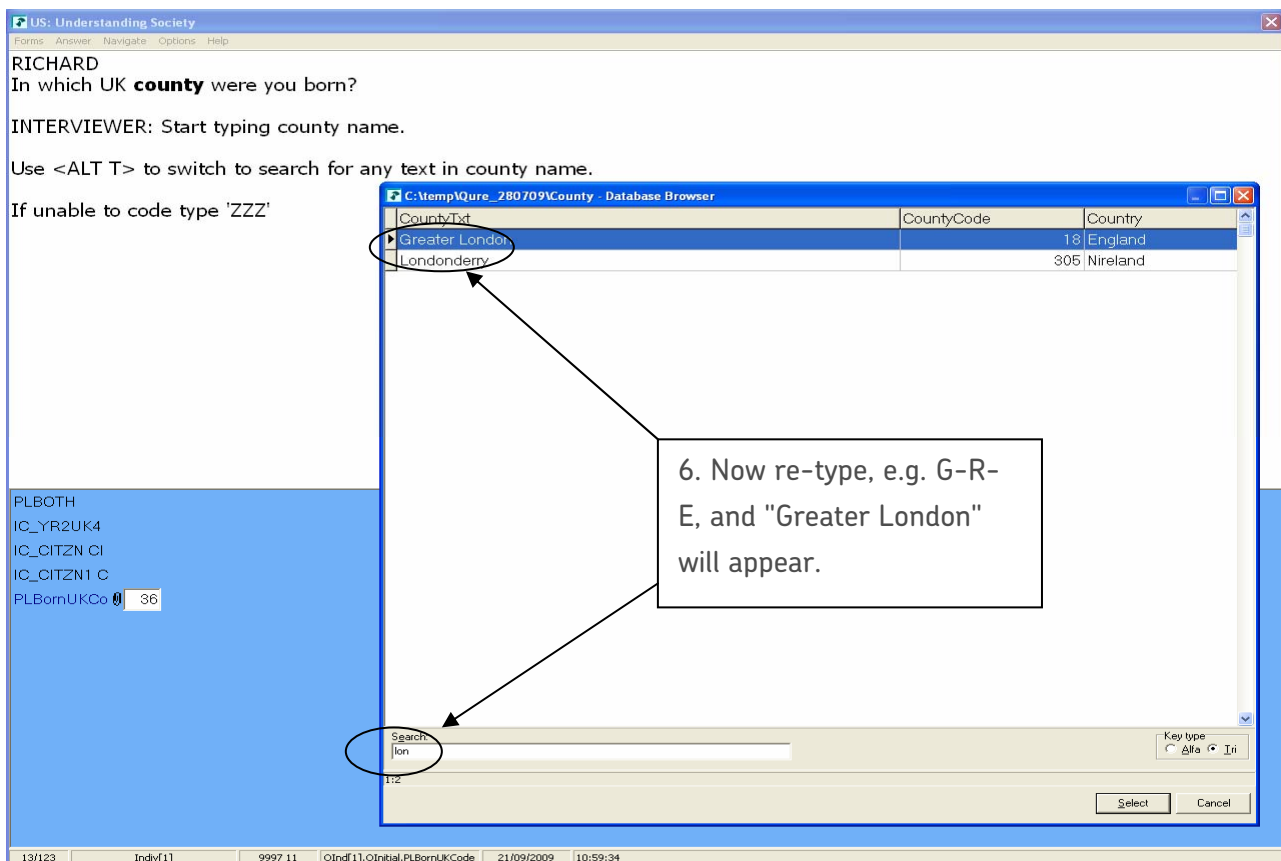 US: Understanding Society
Forms Answer Navigate Options Help
RICHARD
In which UK county were you born?
INTERVIEWER: Start typing county name.
Use <ALT T> to switch to search for any text in county name.
If unable to code type 'ZZZ'
C:\temp\Qure_280709\County - Database Browser
CountyTxt CountyCode Country
Greater London 18 England
Londonderry 305 Nireland
6. Now re-type, e.g. G-R-
E, and "Greater London"
will appear.
PLBOTH
IC_YR2UK4
IC_CITZN CI
IC_CITZN1 C
PLBornUKCo 36
Search:
lon
Key type
Alfa Tri
1:2
Select Cancel
13/123 Indiv[1] 9997 11 OInd[1].OInitial.PLBornUKCode 21/09/2009 10:59:34